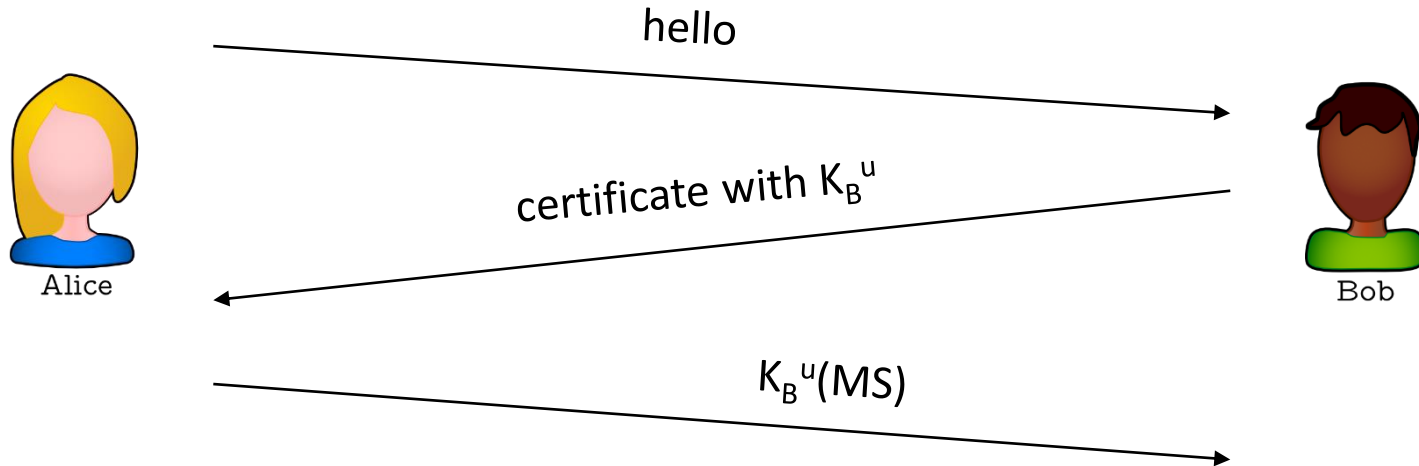 hello
Alice
certificate with K_B^u
Bob
K_B^u(MS)